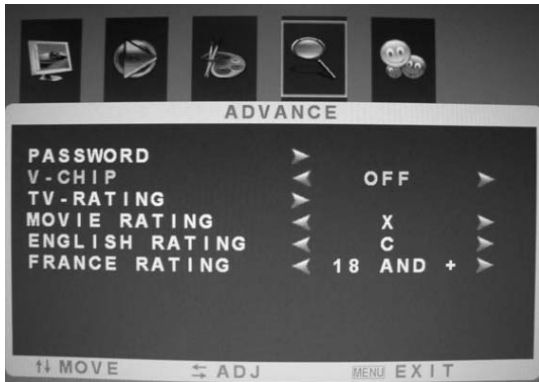 ADVANCE
PASSWORD
V-CHIP OFF
TV-RATING
MOVIE RATING X
ENGLISH RATING C
FRANCE RATING 18 AND +
MOVE ADJ MENU EXIT